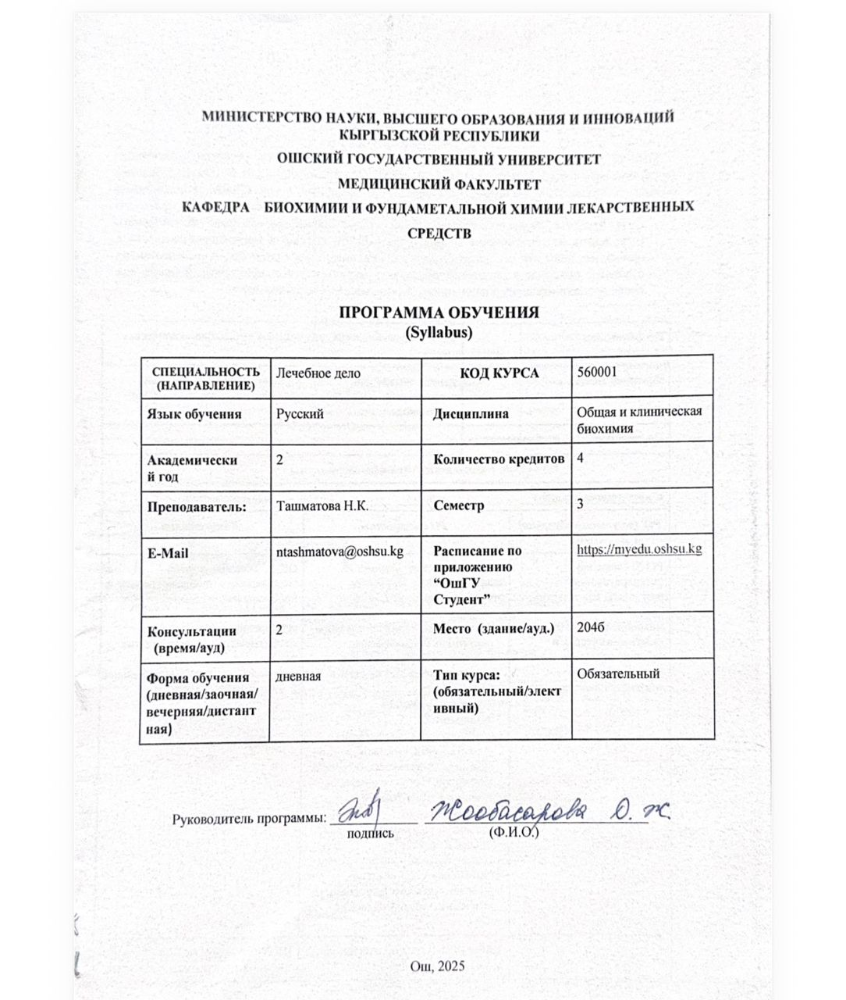 МИНИСТЕРСТВО НАУКИ, ВЫСШЕГО ОБРАЗОВАНИЯ И ИННОВАЦИЙ
КЫРГЫЗСКОЙ РЕСПУБЛИКИ
ОШСКИЙ ГОСУДАРСТВЕННЫЙ УНИВЕРСИТЕТ
МЕДИЦИНСКИЙ ФАКУЛЬТЕТ
КАФЕДРА БИОХИМИИ И ФУНДАМЕТАЛЬНОЙ ХИМИИ ЛЕКАРСТВЕННЫХ
СРЕДСТВ
ПРОГРАММА ОБУЧЕНИЯ
(Syllabus)
СПЕЦИАЛЬНОСТЬ
(НАПРАВЛЕНИЕ)
Лечебное дело
КОД КУРСА
560001
Язык обучения
Русский
Дисциплина
Общая и клиническая
биохимия
Академически
й год
2
Количество кредитов
4
Преподаватель:
Ташматова Н.К.
Семестр
3
E-Mail
ntashmatova@oshsu.kg
Расписание по
приложению
“ОшГУ
Студент”
https://myedu.oshsu.kg
Консультации
(время/ауд)
2
Место (здание/ауд.)
204б
Форма обучения
(дневная/заочная/
вечерняя/дистант
ная)
дневная
Тип курса:
(обязательный/элект
ивный)
Обязательный
Руководитель программы: Жообасарова О. Ж.
подпись (Ф.И.О.)
Ош, 2025